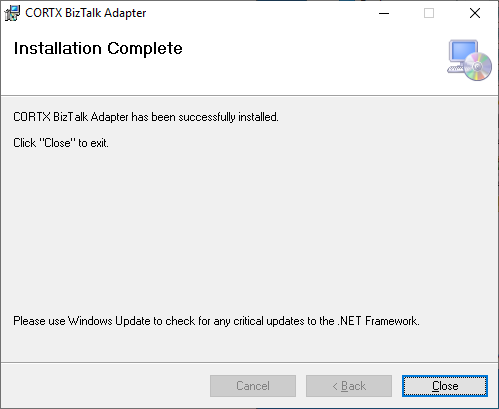 CORTX BizTalk Adapter
Installation Complete
CORTX BizTalk Adapter has been successfully installed.
Click "Close" to exit.
Please use Windows Update to check for any critical updates to the .NET Framework.
Cancel
< Back
Close